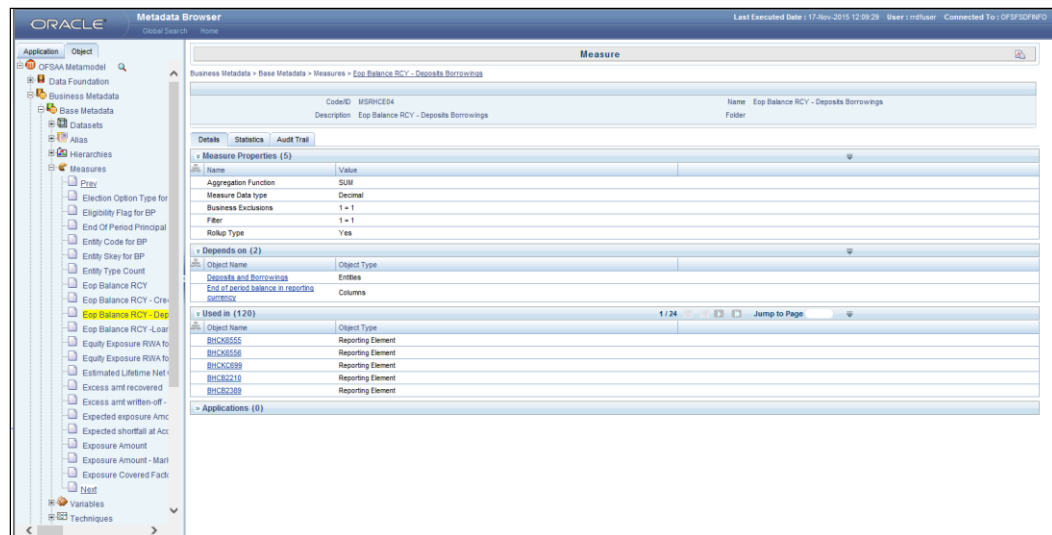 ORACLE
Metadata Browser
Last Executed Date : 17-Nov-2015 12:09:29 User : rrdfuser Connected To : OFSFSDFINFO
Global Search Home
Application Object
OFSAA Metamodel
Data Foundation
Business Metadata
Base Metadata
Datasets
Alias
Hierarchies
Measures
Prev
Election Option Type for
Eligibility Flag for BP
End Of Period Principal
Entity Code for BP
Entity Skey for BP
Entity Type Count
Eop Balance RCY
Eop Balance RCY - Cre
Eop Balance RCY - Dep
Eop Balance RCY -Loar
Equity Exposure RWA fo
Equity Exposure RWA fo
Estimated Lifetime Net
Excess amt recovered
Excess amt written-off -
Expected exposure Amo
Expected shortfall at Acc
Exposure Amount
Exposure Amount - Mark
Exposure Covered Facto
Next
Variables
Techniques
Measure
Business Metadata > Base Metadata > Measures > Eop Balance RCY - Deposits Borrowings
Code/ID MSRHCE04 Name Eop Balance RCY - Deposits Borrowings
Description Eop Balance RCY - Deposits Borrowings Folder
Details Statistics Audit Trail
Measure Properties (5)
Name Value
Aggregation Function SUM
Measure Data type Decimal
Business Exclusions 1 = 1
Filter 1 = 1
Rollup Type Yes
Depends on (2)
Object Name Object Type
Deposits and Borrowings Entities
End of period balance in reporting currency Columns
Used in (120) 1 / 24 Jump to Page
Object Name Object Type
BHCK6555 Reporting Element
BHCK6556 Reporting Element
BHCKC699 Reporting Element
BHCB2210 Reporting Element
BHCB2389 Reporting Element
Applications (0)